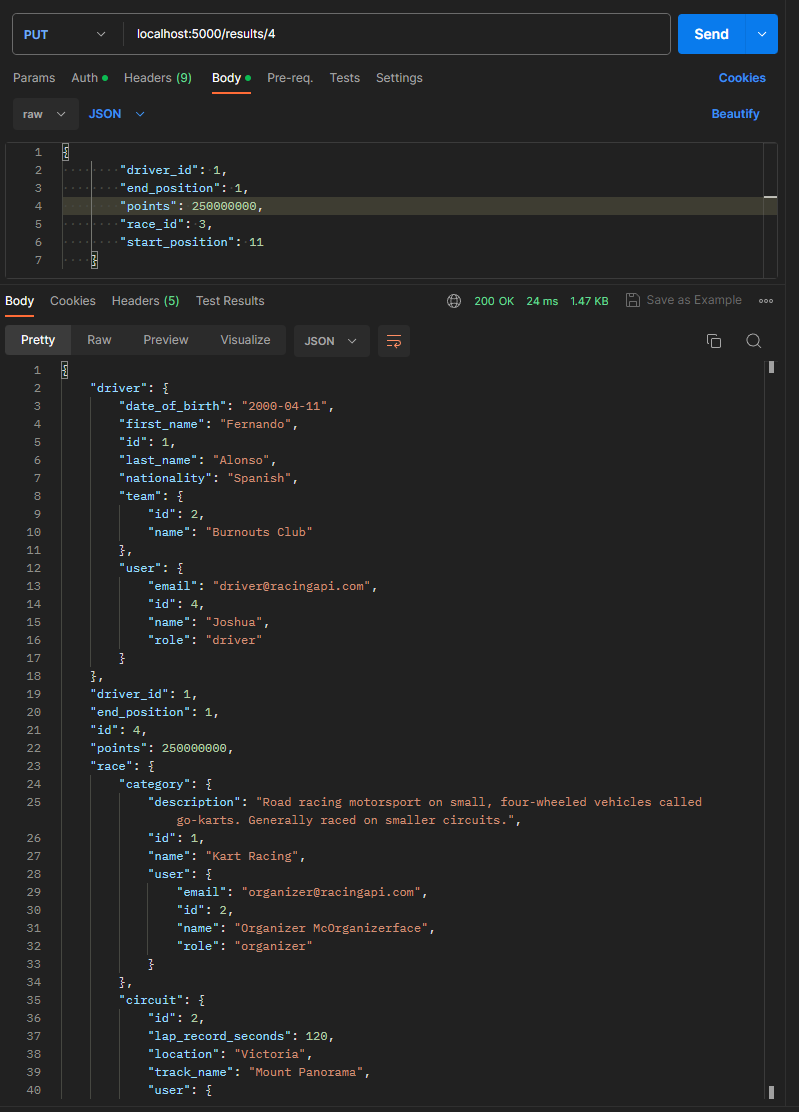 PUT localhost:5000/results/4 Send
Params Auth Headers (9) Body Pre-req. Tests Settings Cookies
raw JSON Beautify
1 {
2 "driver_id": 1,
3 "end_position": 1,
4 "points": 250000000,
5 "race_id": 3,
6 "start_position": 11
7 }
Body Cookies Headers (5) Test Results 200 OK 24 ms 1.47 KB Save as Example
Pretty Raw Preview Visualize JSON
1 {
2 "driver": {
3 "date_of_birth": "2000-04-11",
4 "first_name": "Fernando",
5 "id": 1,
6 "last_name": "Alonso",
7 "nationality": "Spanish",
8 "team": {
9 "id": 2,
10 "name": "Burnouts Club"
11 },
12 "user": {
13 "email": "driver@racingapi.com",
14 "id": 4,
15 "name": "Joshua",
16 "role": "driver"
17 }
18 },
19 "driver_id": 1,
20 "end_position": 1,
21 "id": 4,
22 "points": 250000000,
23 "race": {
24 "category": {
25 "description": "Road racing motorsport on small, four-wheeled vehicles called
go-karts. Generally raced on smaller circuits.",
26 "id": 1,
27 "name": "Kart Racing",
28 "user": {
29 "email": "organizer@racingapi.com",
30 "id": 2,
31 "name": "Organizer McOrganizerface",
32 "role": "organizer"
33 }
34 },
35 "circuit": {
36 "id": 2,
37 "lap_record_seconds": 120,
38 "location": "Victoria",
39 "track_name": "Mount Panorama",
40 "user": {